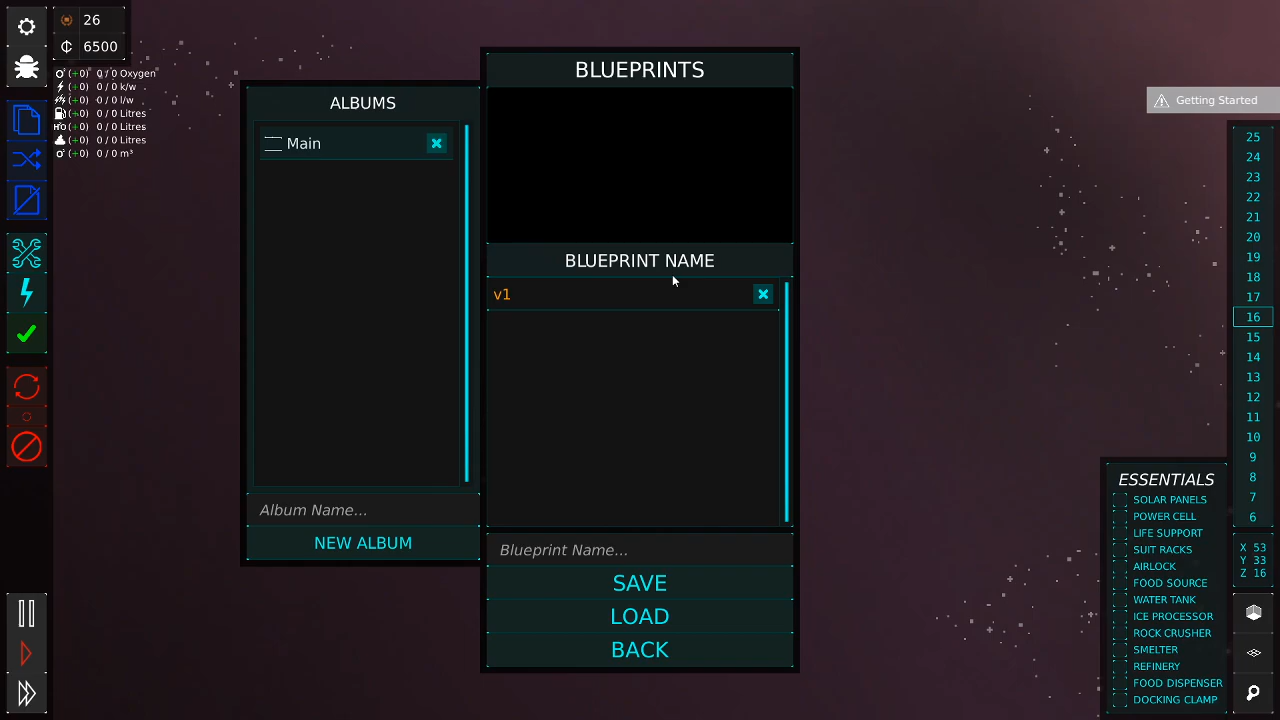 26
6500
(+0) 0 / 0 Oxygen
(+0) 0 / 0 k/w
(+0) 0 / 0 l/w
(+0) 0 / 0 Litres
(+0) 0 / 0 Litres
(+0) 0 / 0 Litres
(+0) 0 / 0 m³
ALBUMS
Main
Album Name...
NEW ALBUM
BLUEPRINTS
BLUEPRINT NAME
v1
Blueprint Name...
SAVE
LOAD
BACK
Getting Started
25
24
23
22
21
20
19
18
17
16
15
14
13
12
11
10
9
8
7
6
X 53
Y 33
Z 16
ESSENTIALS
SOLAR PANELS
POWER CELL
LIFE SUPPORT
SUIT RACKS
AIRLOCK
FOOD SOURCE
WATER TANK
ICE PROCESSOR
ROCK CRUSHER
SMELTER
REFINERY
FOOD DISPENSER
DOCKING CLAMP